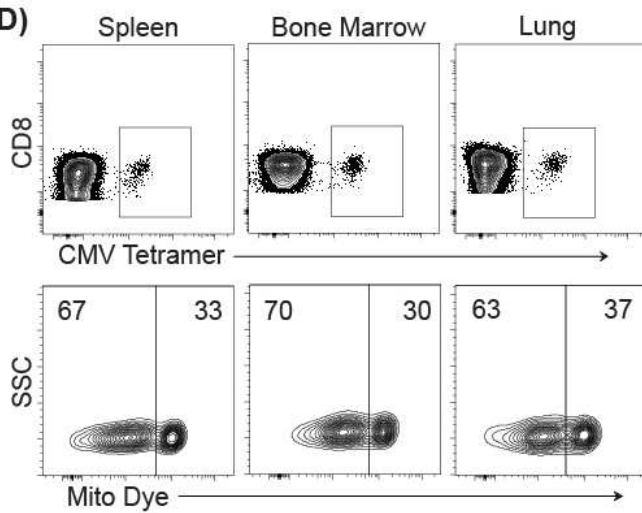 D)
Spleen Bone Marrow Lung
CD8
CMV Tetramer
67 33 70 30 63 37
SSC
Mito Dye